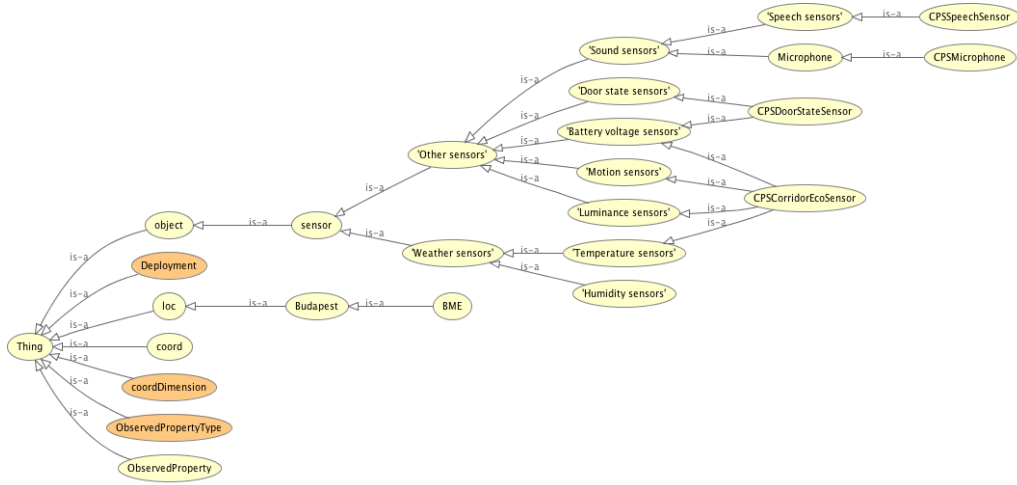 'Speech sensors'
is-a
CPSSpeechSensor
is-a
'Sound sensors'
is-a
Microphone
is-a
CPSMicrophone
is-a
'Door state sensors'
is-a
CPSDoorStateSensor
is-a
'Battery voltage sensors'
is-a
is-a
'Other sensors'
is-a
is-a
'Motion sensors'
is-a
CPSCorridorEcoSensor
is-a
is-a
'Luminance sensors'
is-a
is-a
object
is-a
sensor
is-a
'Weather sensors'
is-a
'Temperature sensors'
is-a
Deployment
is-a
'Humidity sensors'
is-a
loc
is-a
Budapest
is-a
BME
is-a
Thing
is-a
coord
is-a
coordDimension
is-a
ObservedPropertyType
is-a
ObservedProperty